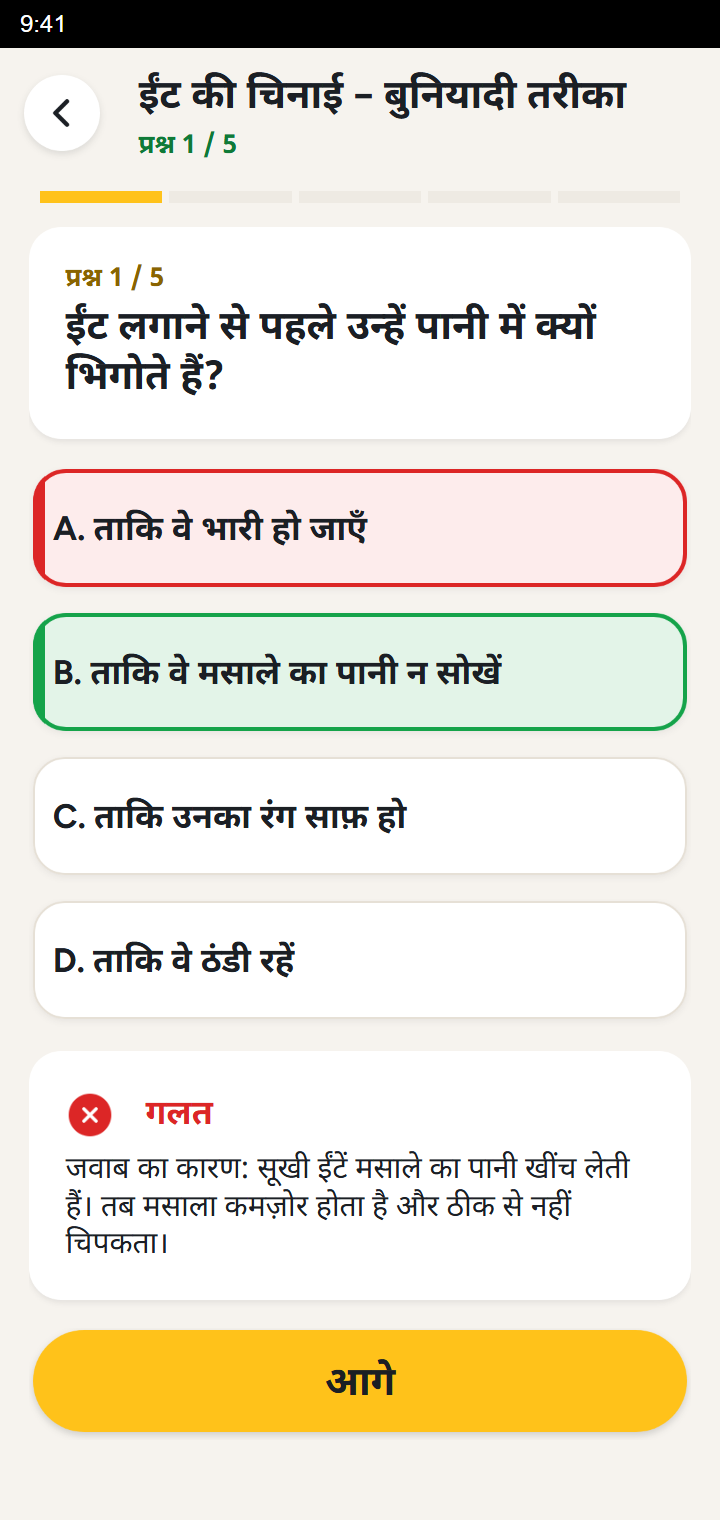 9:41
ईंट की चिनाई – बुनियादी तरीका
प्रश्न 1 / 5
प्रश्न 1 / 5
ईंट लगाने से पहले उन्हें पानी में क्यों
भिगोते हैं?
A. ताकि वे भारी हो जाएँ
B. ताकि वे मसाले का पानी न सोखें
C. ताकि उनका रंग साफ़ हो
D. ताकि वे ठंडी रहें
गलत
जवाब का कारण: सूखी ईंटें मसाले का पानी खींच लेती
हैं। तब मसाला कमज़ोर होता है और ठीक से नहीं
चिपकता।
आगे